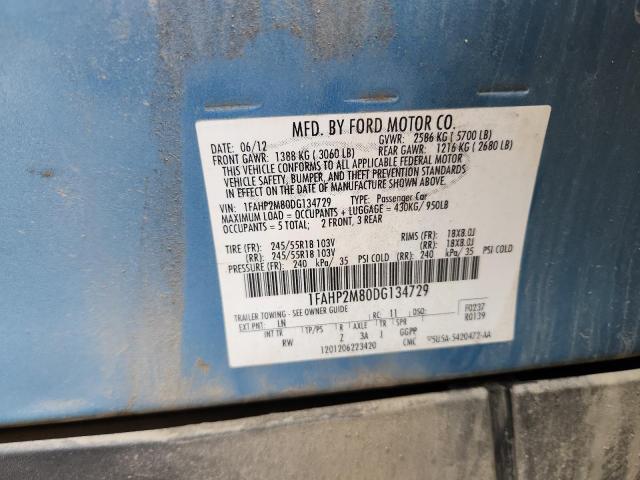 MFD. BY FORD MOTOR CO.
DATE: 06/12 GVWR: 2586 KG ( 5700 LB)
FRONT GAWR: 1388 KG ( 3060 LB) REAR GAWR: 1216 KG ( 2680 LB)
THIS VEHICLE CONFORMS TO ALL APPLICABLE FEDERAL MOTOR
VEHICLE SAFETY, BUMPER, AND THEFT PREVENTION STANDARDS
IN EFFECT ON THE DATE OF MANUFACTURE SHOWN ABOVE.
VIN: 1FAHP2M80DG134729 TYPE: Passenger Car
MAXIMUM LOAD = OCCUPANTS + LUGGAGE = 430KG/ 950LB
OCCUPANTS = 5 TOTAL; 2 FRONT, 3 REAR
TIRE (FR): 245/55R18 103V RIMS (FR): 18X8.0J
(RR): 245/55R18 103V (RR): 18X8.0J
PRESSURE (FR): 240 kPa/ 35 PSI COLD (RR): 240 kPa/ 35 PSI COLD
1FAHP2M80DG134729
TRAILER TOWING - SEE OWNER GUIDE
EXT PNT: LN RC: 11 DSO: F0237
R0139
INT TR TP/PS R AXLE TR SPR
RW Z 3A J GGPP
1201206223420 CMC 5U5A-5420472-AA